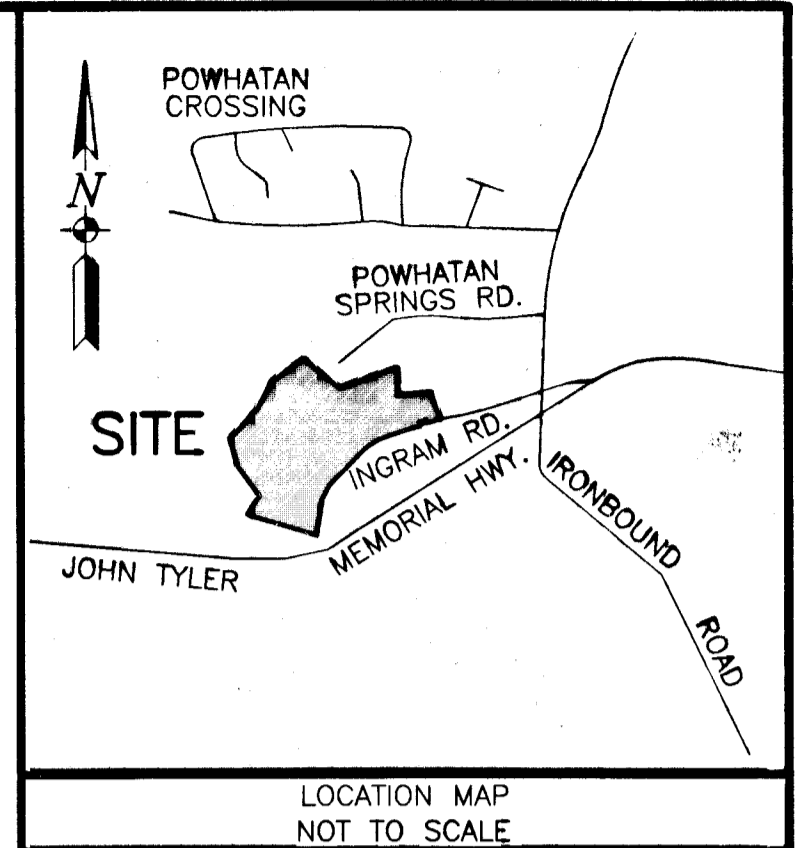 POWHATAN
CROSSING
N
POWHATAN
SPRINGS RD.
SITE
INGRAM RD.
MEMORIAL HWY.
IRONBOUND
JOHN TYLER
ROAD
LOCATION MAP
NOT TO SCALE